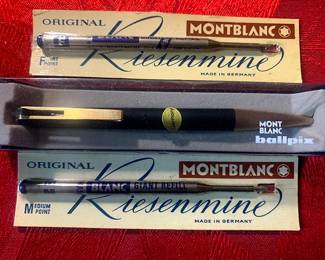 ORIGINAL
MONTBLANC
Riesenmine
F
POINT
MADE IN GERMANY
MONT
BLANC
ballpix
ORIGINAL
MONTBLANC
BLANC GIANT REFILL
Riesenmine
MEDIUM
POINT
MADE IN GERMANY